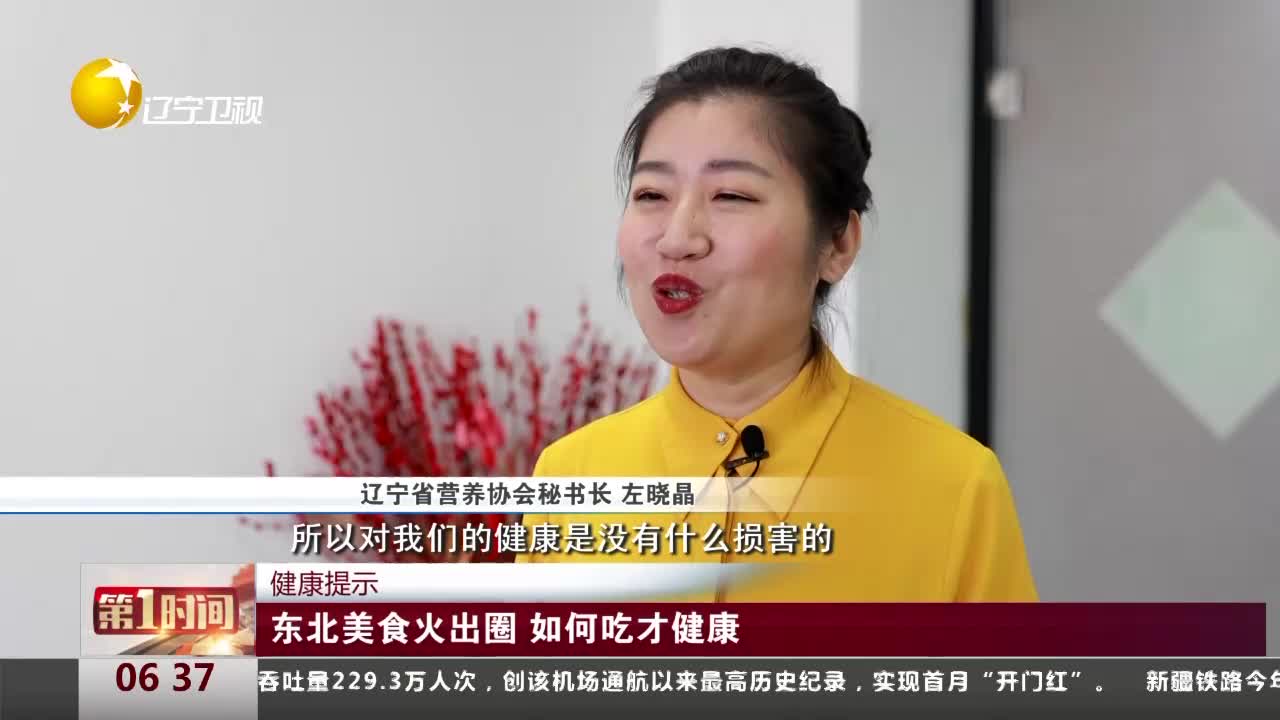 辽宁卫视
辽宁省营养协会秘书长 左晓晶
所以对我们的健康是没有什么损害的
健康提示
第1时间
东北美食火出圈 如何吃才健康
06 37
吞吐量229.3万人次，创该机场通航以来最高历史纪录，实现首月“开门红”。 新疆铁路今年